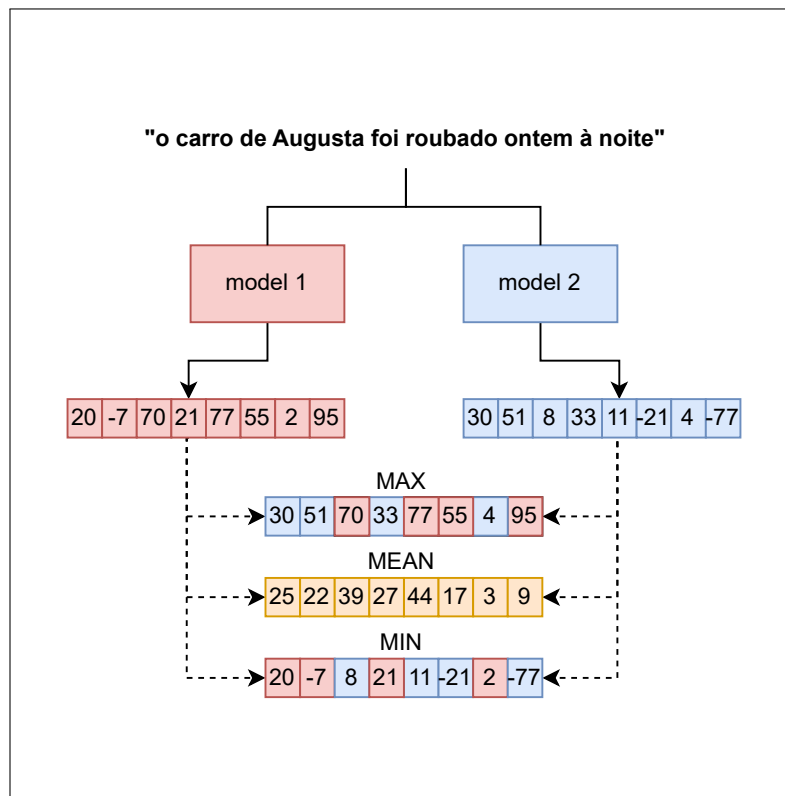 "o carro de Augusta foi roubado ontem à noite"
model 1 model 2
20 -7 70 21 77 55 2 95 30 51 8 33 11 -21 4 -77
MAX
30 51 70 33 77 55 4 95
MEAN
25 22 39 27 44 17 3 9
MIN
20 -7 8 21 11 -21 2 -77